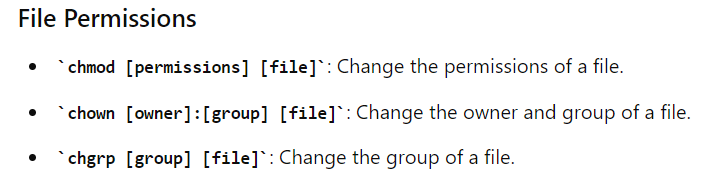 File Permissions
• `chmod [permissions] [file]`: Change the permissions of a file.
• `chown [owner]:[group] [file]`: Change the owner and group of a file.
• `chgrp [group] [file]`: Change the group of a file.